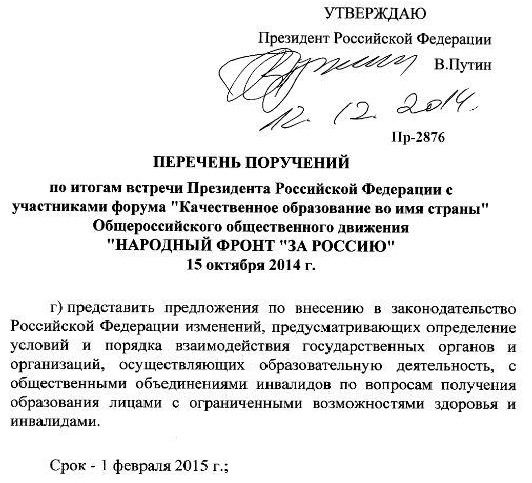 УТВЕРЖДАЮ
Президент Российской Федерации
В.Путин
12.12.2014.
Пр-2876
ПЕРЕЧЕНЬ ПОРУЧЕНИЙ
по итогам встречи Президента Российской Федерации с
участниками форума "Качественное образование во имя страны"
Общероссийского общественного движения
"НАРОДНЫЙ ФРОНТ "ЗА РОССИЮ"
15 октября 2014 г.
г) представить предложения по внесению в законодательство
Российской Федерации изменений, предусматривающих определение
условий и порядка взаимодействия государственных органов и
организаций, осуществляющих образовательную деятельность, с
общественными объединениями инвалидов по вопросам получения
образования лицами с ограниченными возможностями здоровья и
инвалидами.
Срок - 1 февраля 2015 г.;